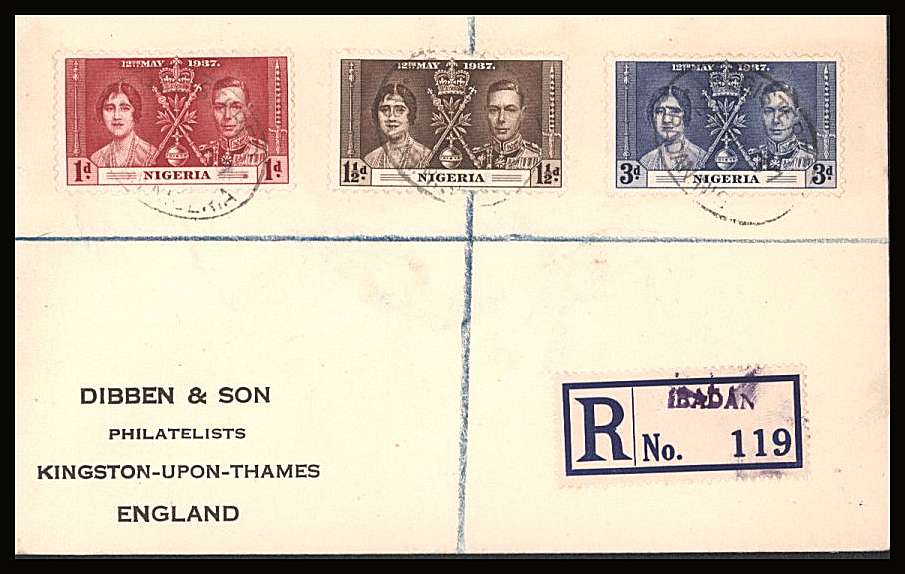 12TH MAY 1937.
1d. 1d.
NIGERIA
12TH MAY 1937.
1½d 1½d
NIGERIA
12TH MAY 1937.
3d. 3d.
NIGERIA
DIBBEN & SON
PHILATELISTS
KINGSTON-UPON-THAMES
ENGLAND
IBADAN
R No. 119